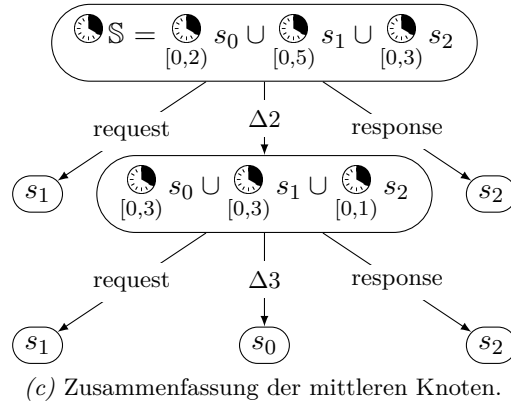 𝕊 = s₀ ∪ s₁ ∪ s₂
[0,2) [0,5) [0,3)
request Δ2 response
s₁ s₀ ∪ s₁ ∪ s₂ s₂
[0,3) [0,3) [0,1)
request Δ3 response
s₁ s₀ s₂
(c) Zusammenfassung der mittleren Knoten.